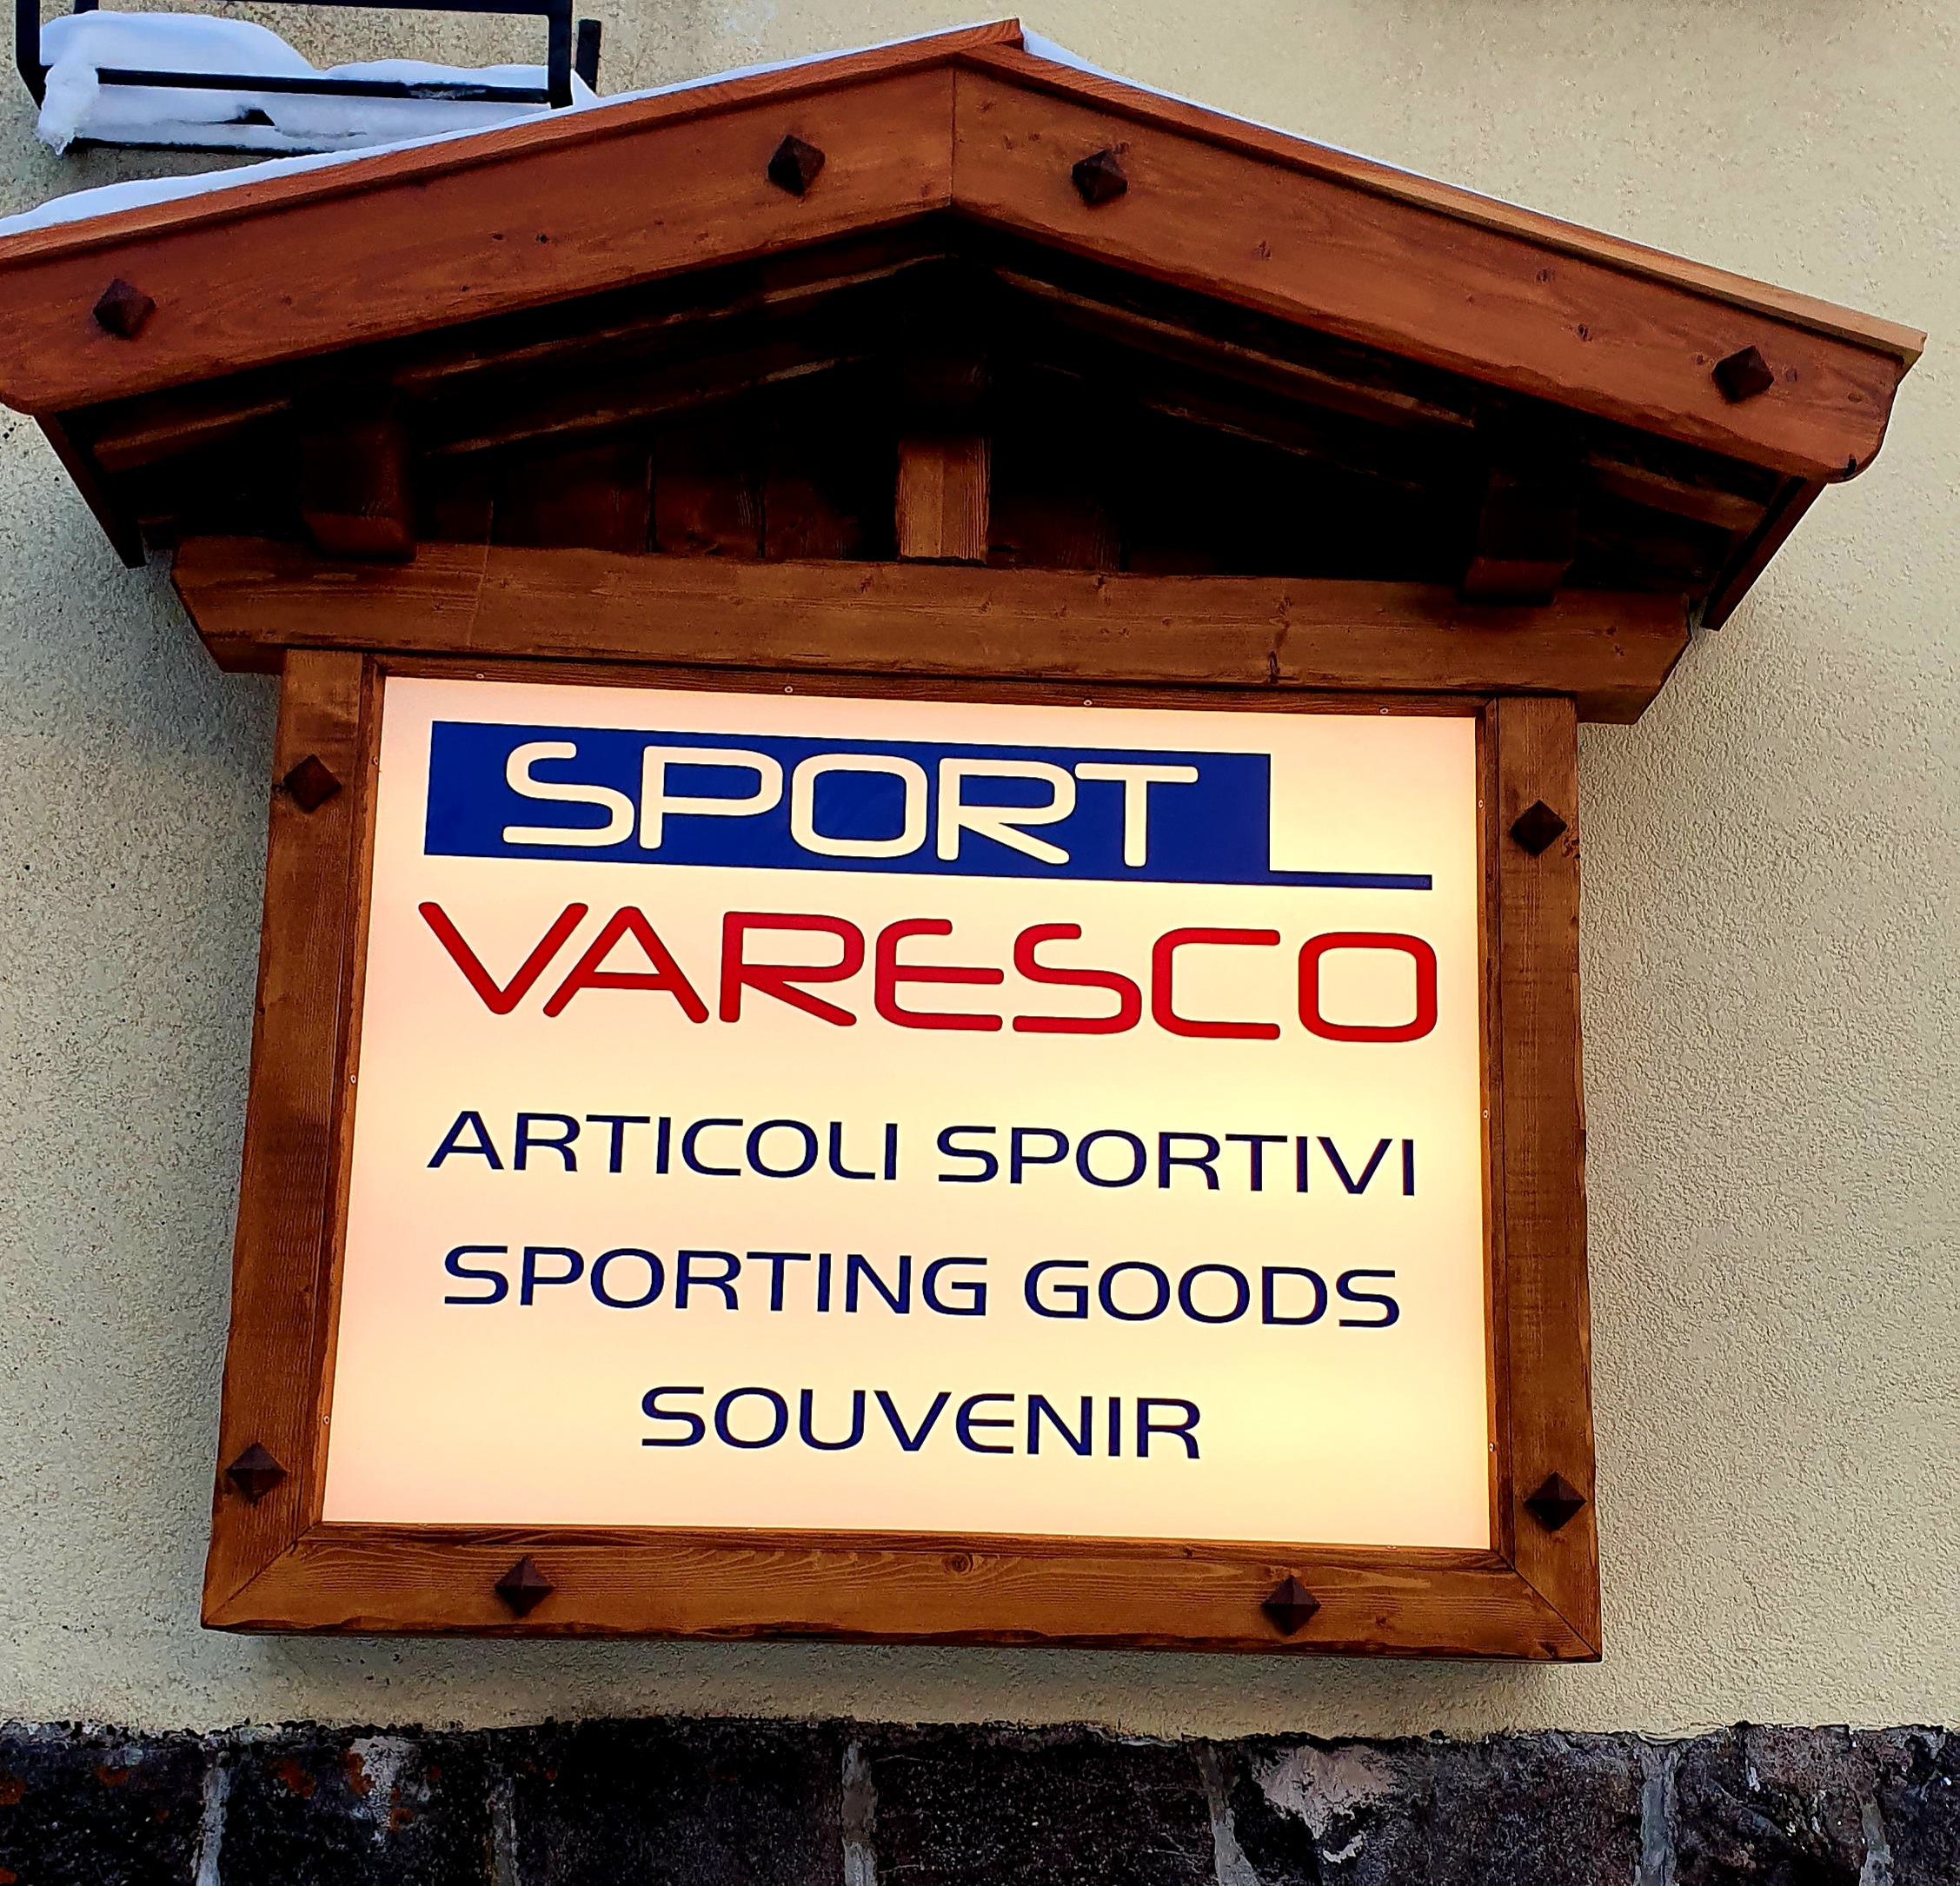 SPORT
VARESCO
ARTICOLI SPORTIVI
SPORTING GOODS
SOUVENIR